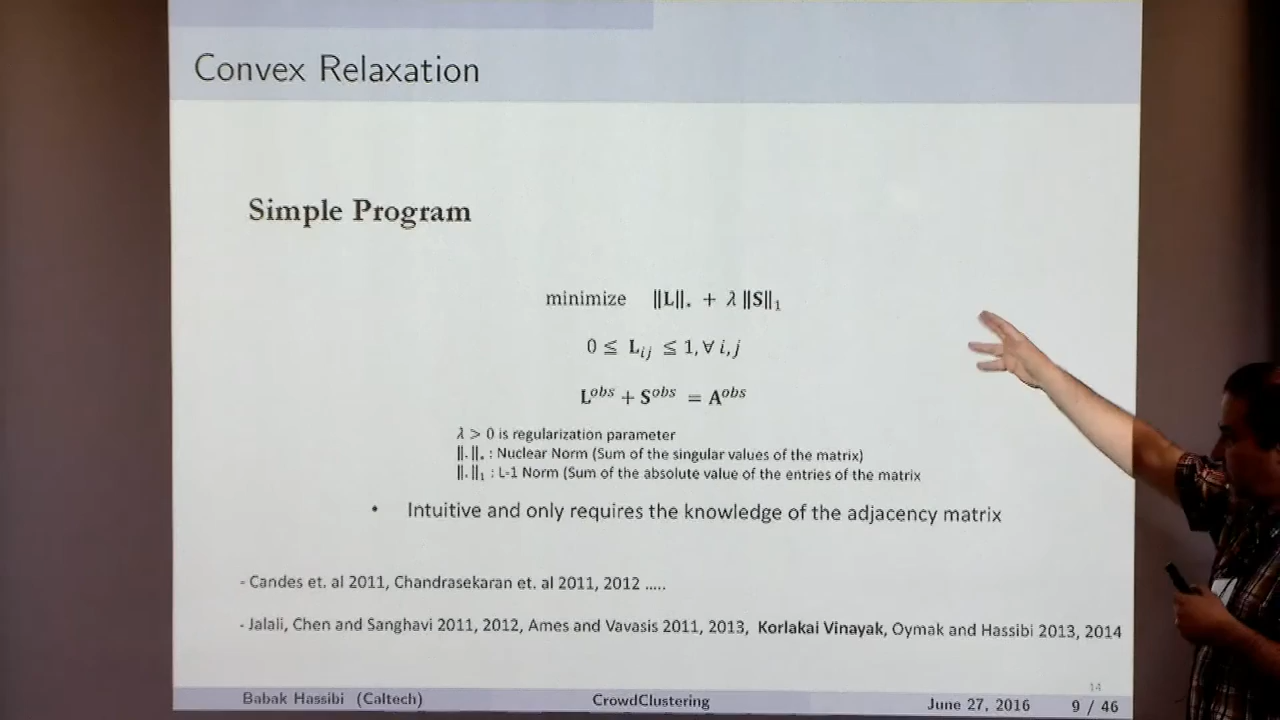 Convex Relaxation
Simple Program
minimize ‖L‖⋆ + λ ‖S‖₁
0 ≤ Lᵢⱼ ≤ 1, ∀ i, j
Lᵒᵇˢ + Sᵒᵇˢ = Aᵒᵇˢ
λ > 0 is regularization parameter
‖.‖⋆ : Nuclear Norm (Sum of the singular values of the matrix)
‖.‖₁ : L-1 Norm (Sum of the absolute value of the entries of the matrix
• Intuitive and only requires the knowledge of the adjacency matrix
- Candes et. al 2011, Chandrasekaran et. al 2011, 2012 .....
- Jalali, Chen and Sanghavi 2011, 2012, Ames and Vavasis 2011, 2013, Korlakai Vinayak, Oymak and Hassibi 2013, 2014
14
Babak Hassibi (Caltech) CrowdClustering June 27, 2016 9 / 46